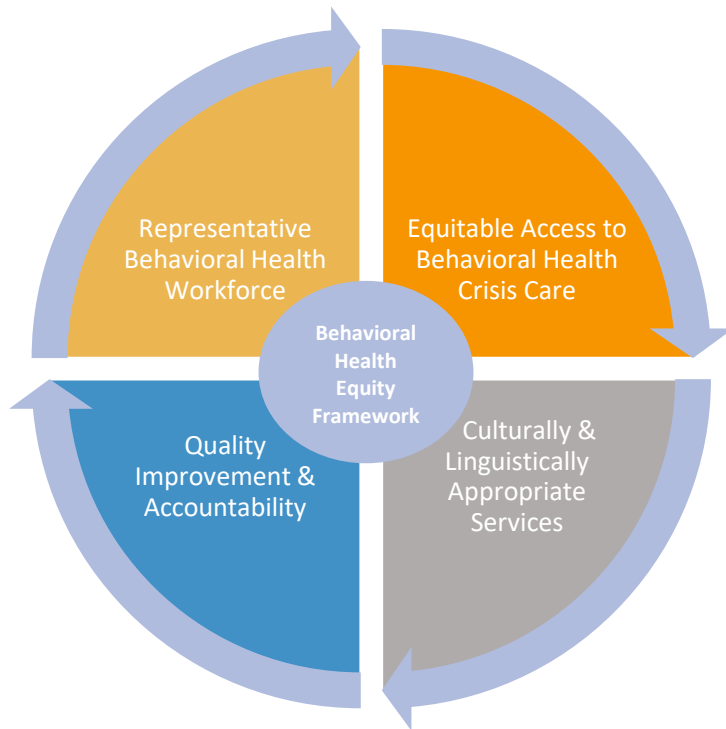 Representative
Behavioral Health
Workforce
Equitable Access to
Behavioral Health
Crisis Care
Behavioral
Health
Equity
Framework
Quality
Improvement &
Accountability
Culturally &
Linguistically
Appropriate
Services